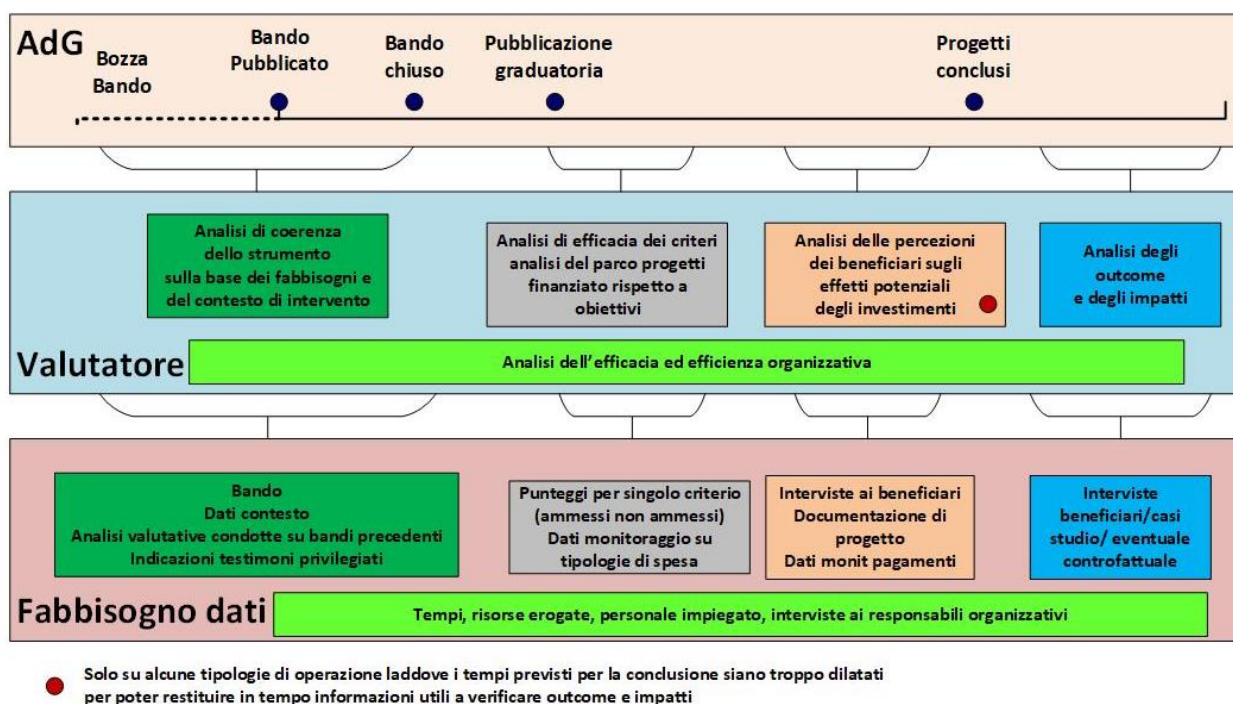 AdG
Bozza
Bando
Bando
Pubblicato
Bando
chiuso
Pubblicazione
graduatoria
Progetti
conclusi
Analisi di coerenza
dello strumento
sulla base dei fabbisogni e
del contesto di intervento
Analisi di efficacia dei criteri
analisi del parco progetti
finanziato rispetto a
obiettivi
Analisi delle percezioni
dei beneficiari sugli
effetti potenziali
degli investimenti
Analisi degli
outcome
e degli impatti
Valutatore
Analisi dell'efficacia ed efficienza organizzativa
Bando
Dati contesto
Analisi valutative condotte su bandi precedenti
Indicazioni testimoni privilegiati
Punteggi per singolo criterio
(ammessi non ammessi)
Dati monitoraggio su
tipologie di spesa
Interviste ai beneficiari
Documentazione di
progetto
Dati monit pagamenti
Interviste
beneficiari/casi
studio/ eventuale
controfattuale
Fabbisogno dati
Tempi, risorse erogate, personale impiegato, interviste ai responsabili organizzativi
Solo su alcune tipologie di operazione laddove i tempi previsti per la conclusione siano troppo dilatati
per poter restituire in tempo informazioni utili a verificare outcome e impatti